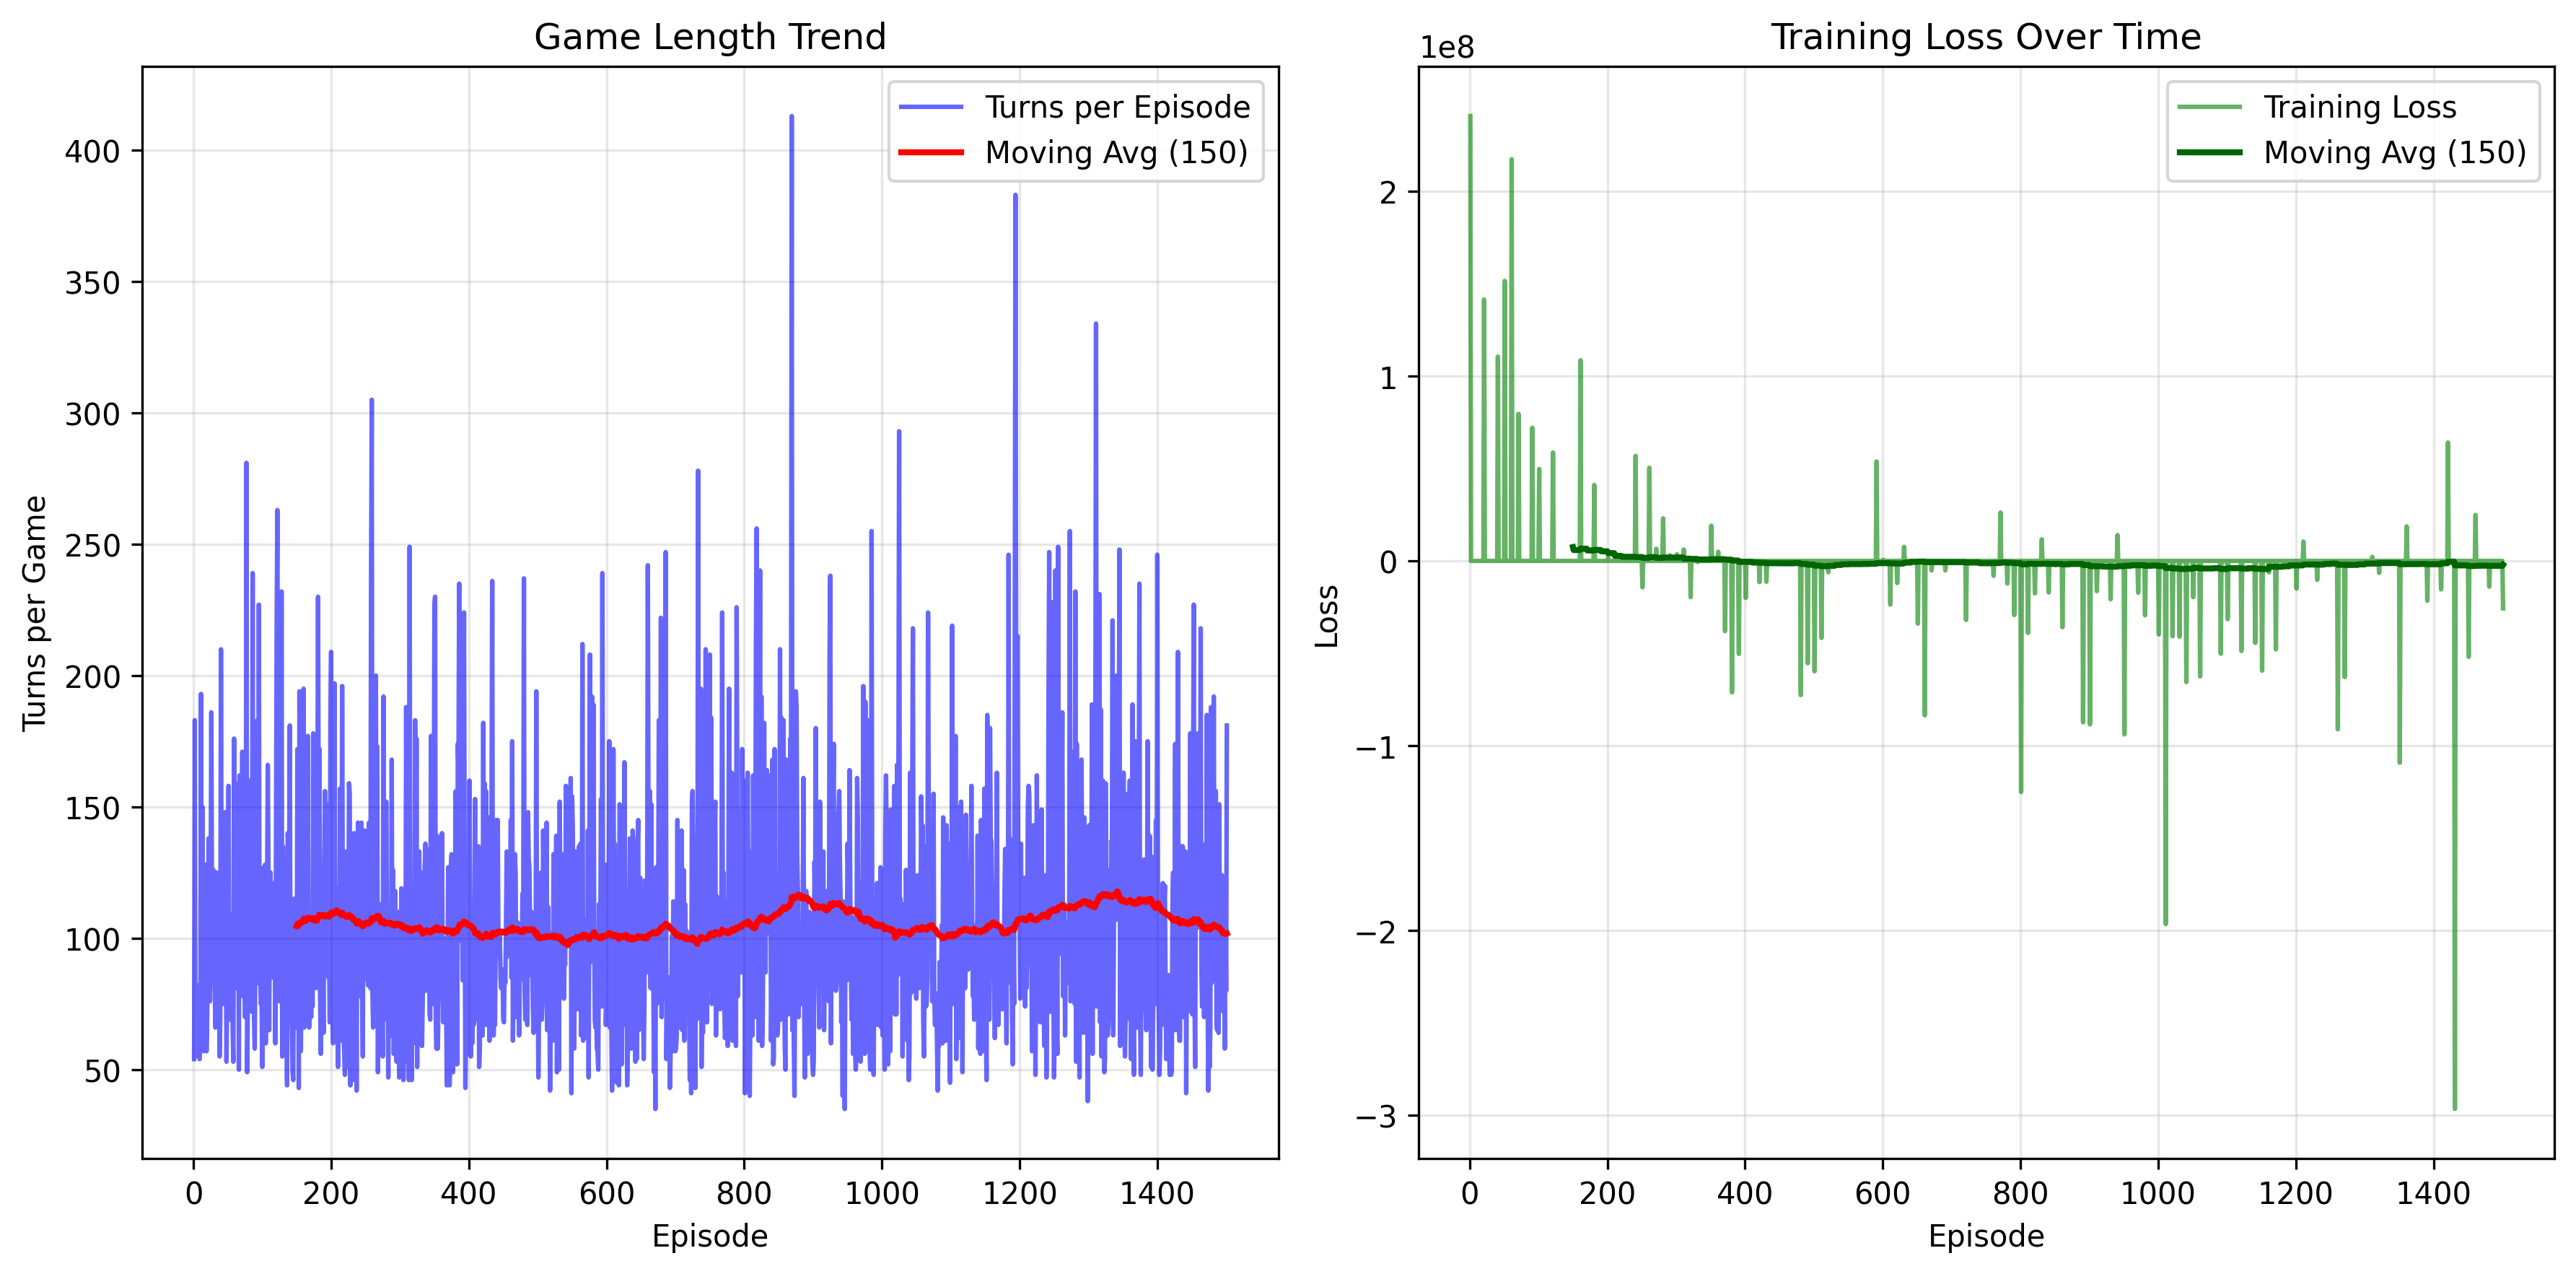 Game Length Trend
Turns per Episode
Moving Avg (150)
Turns per Game
400
350
300
250
200
150
100
50
0
200
400
600
800
1000
1200
1400
Episode
Training Loss Over Time
1e8
Training Loss
Moving Avg (150)
Loss
2
1
0
−1
−2
−3
0
200
400
600
800
1000
1200
1400
Episode